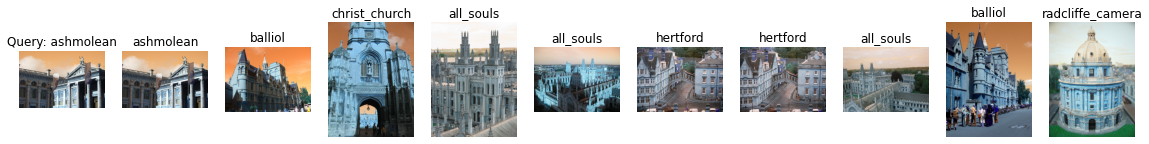 Query: ashmolean
ashmolean
balliol
christ_church
all_souls
all_souls
hertford
hertford
all_souls
balliol
radcliffe_camera